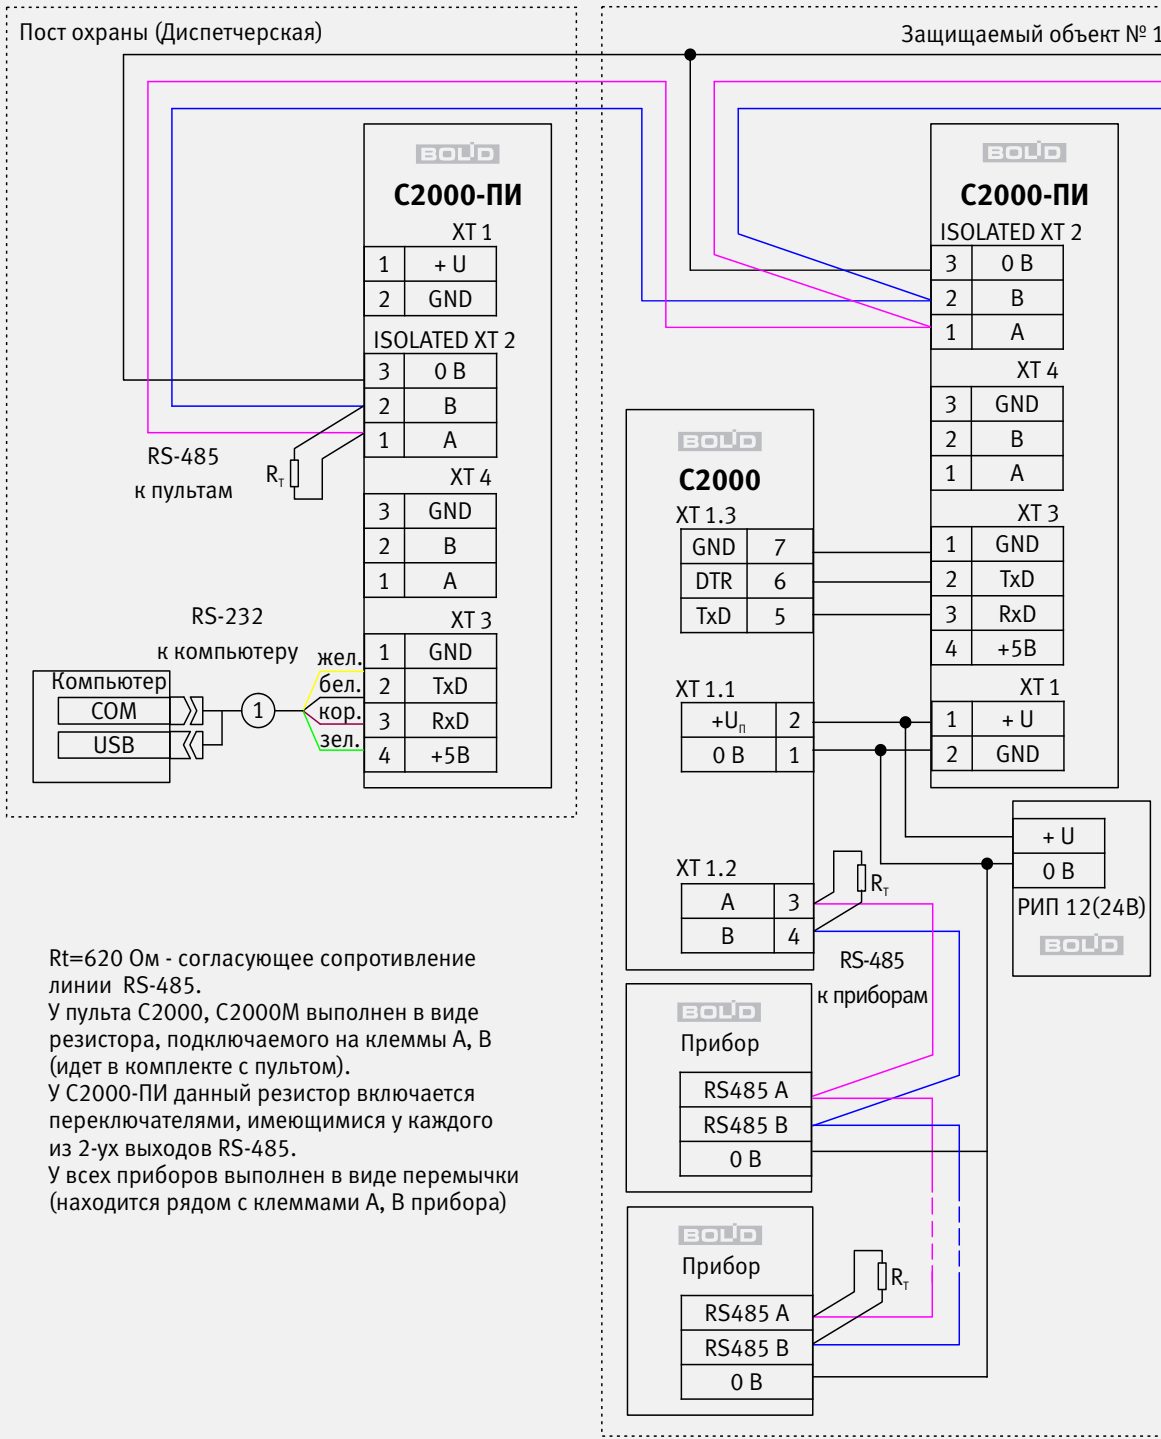 Пост охраны (Диспетчерская)
BOLID
С2000-ПИ
XT 1
1 + U
2 GND
ISOLATED XT 2
3 0 В
2 B
1 A
RS-485
к пультам
Rт
XT 4
3 GND
2 B
1 A
RS-232
к компьютеру
XT 3
жел. 1 GND
бел. 2 TxD
кор. 3 RxD
зел. 4 +5В
Компьютер
COM
USB
1
Rt=620 Ом - согласующее сопротивление
линии RS-485.
У пульта С2000, С2000М выполнен в виде
резистора, подключаемого на клеммы А, В
(идет в комплекте с пультом).
У С2000-ПИ данный резистор включается
переключателями, имеющимися у каждого
из 2-ух выходов RS-485.
У всех приборов выполнен в виде перемычки
(находится рядом с клеммами А, В прибора)
Защищаемый объект № 1
BOLID
С2000-ПИ
ISOLATED XT 2
3 0 В
2 B
1 A
XT 4
3 GND
2 B
1 A
XT 3
1 GND
2 TxD
3 RxD
4 +5В
XT 1
1 + U
2 GND
BOLID
С2000
XT 1.3
GND 7
DTR 6
TxD 5
XT 1.1
+Uп 2
0 В 1
XT 1.2
A 3
B 4
Rт
RS-485
к приборам
+ U
0 В
РИП 12(24В)
BOLID
BOLID
Прибор
RS485 A
RS485 B
0 В
BOLID
Прибор
RS485 A
RS485 B
0 В
Rт